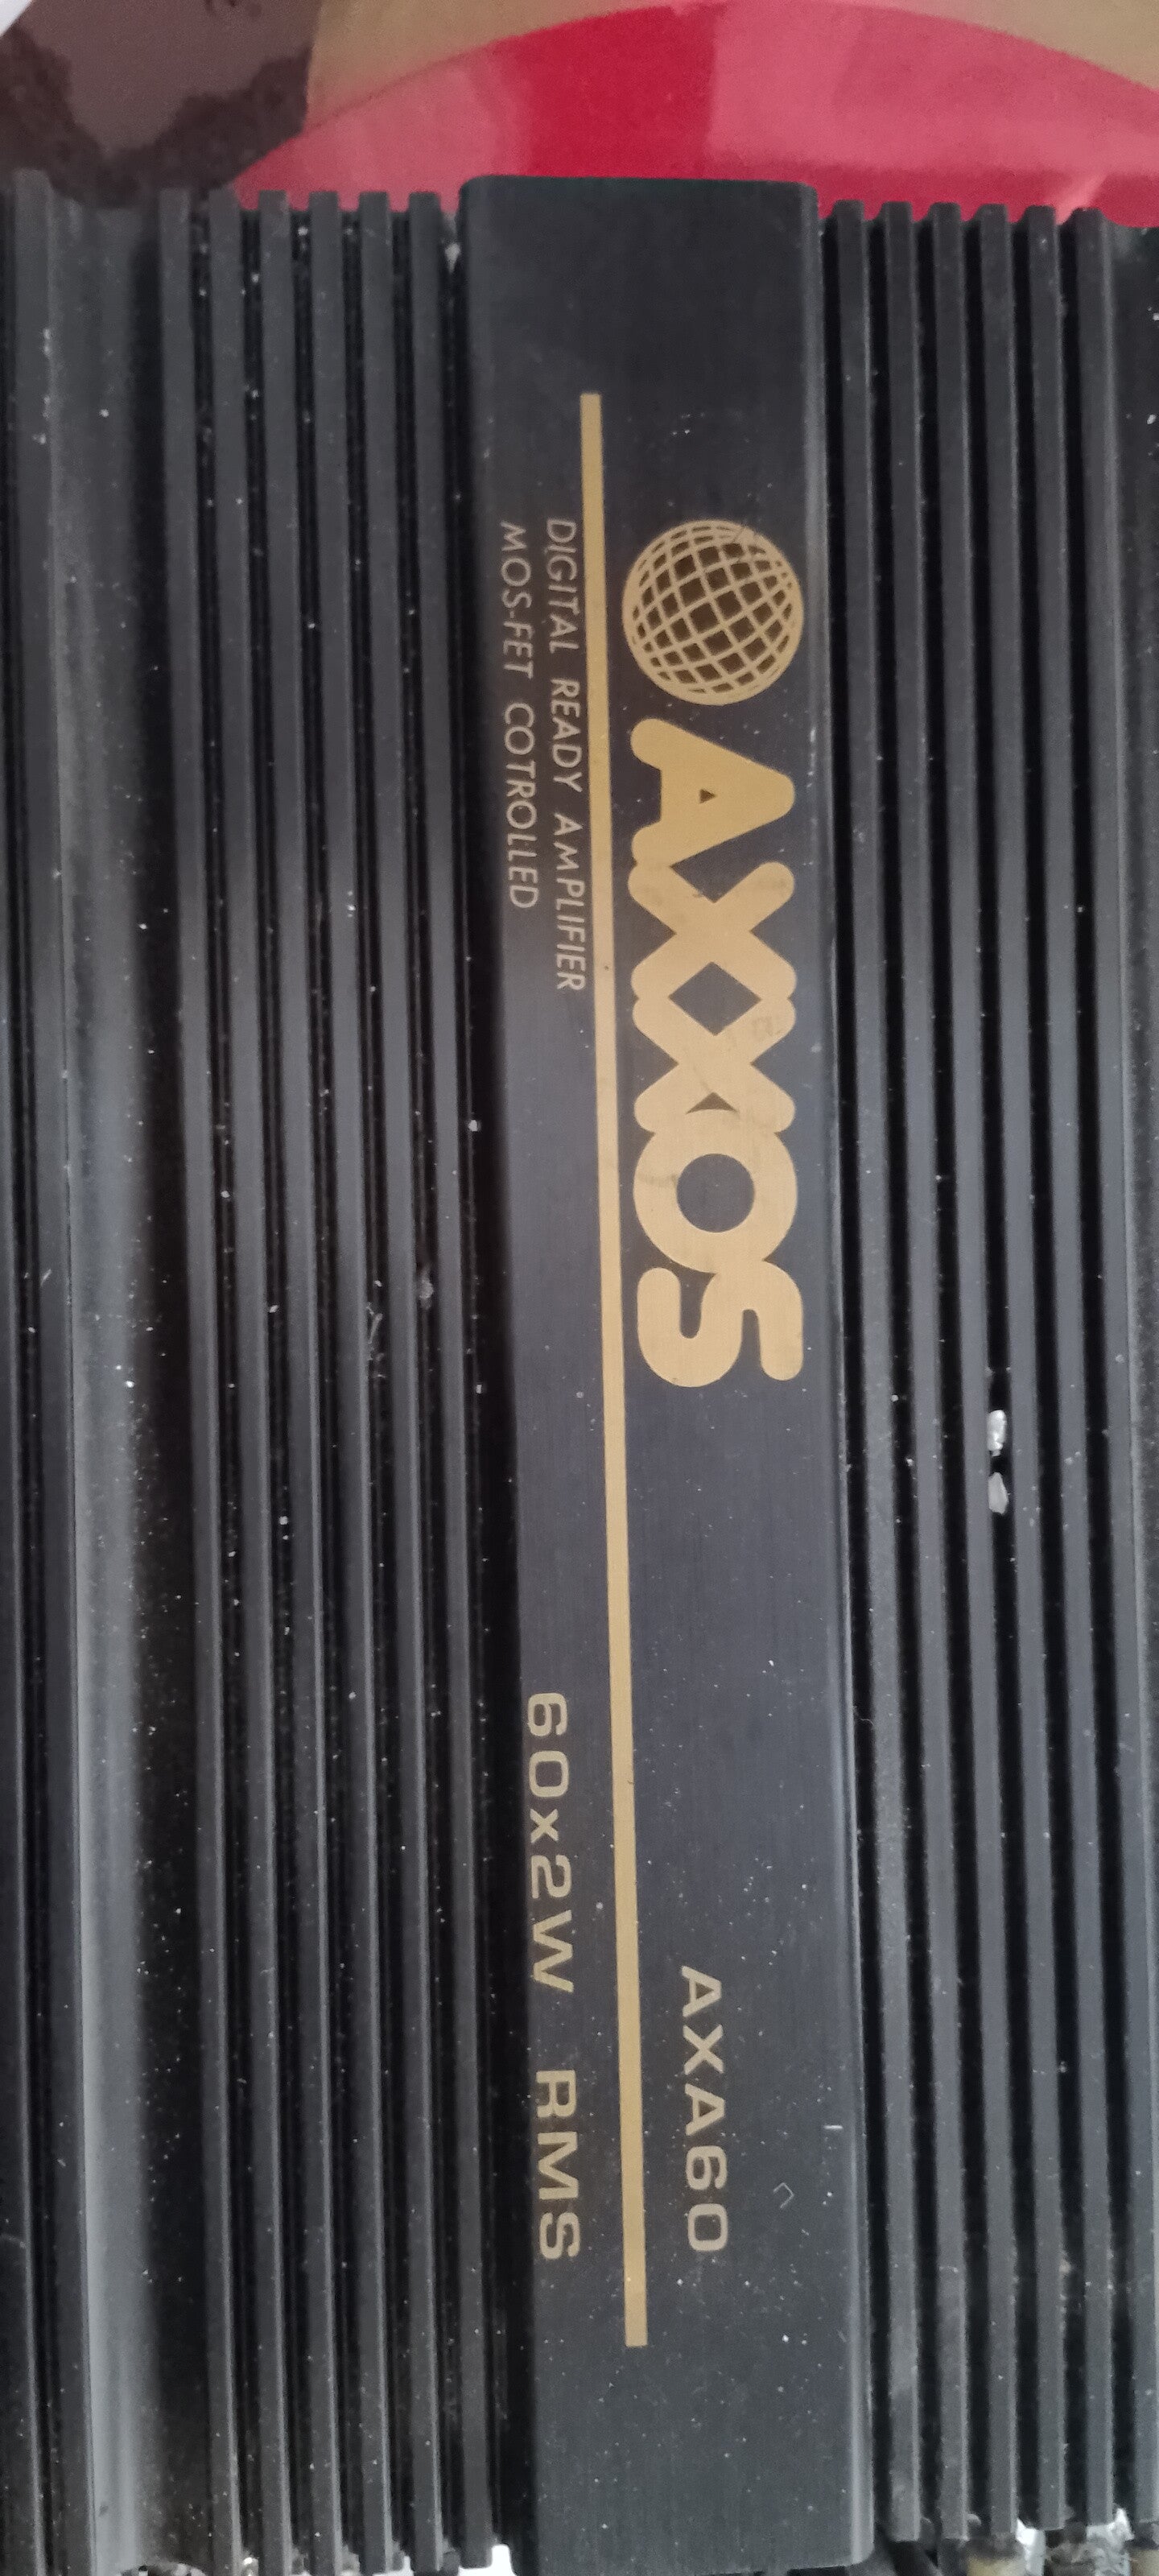 AXXOS
DIGITAL READY AMPLIFIER
MOS-FET COTROLLED
AXA60
60x2W RMS